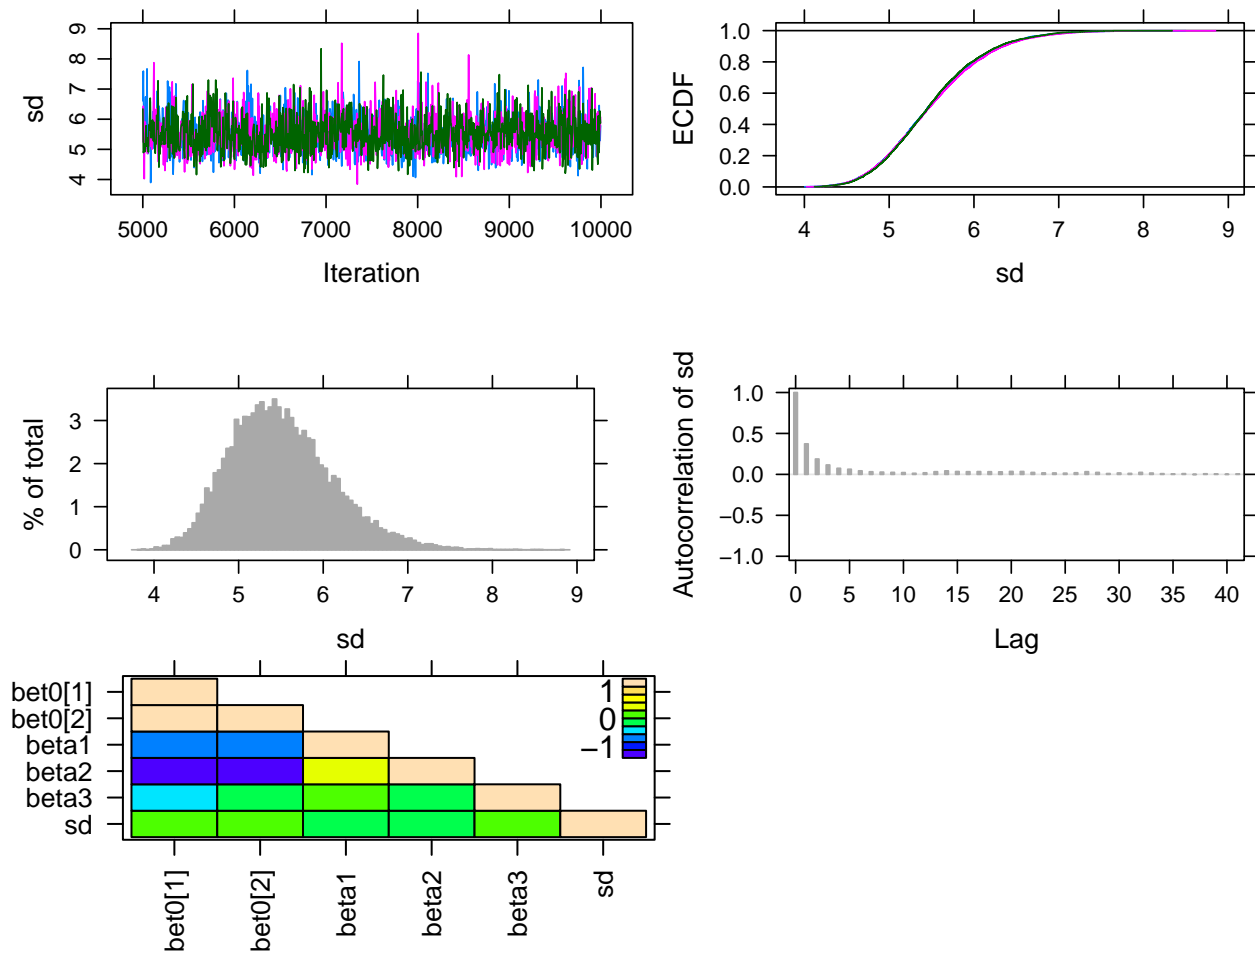 sd
9
8
7
6
5
4
5000 6000 7000 8000 9000 10000
Iteration
ECDF
1.0
0.8
0.6
0.4
0.2
0.0
4 5 6 7 8 9
sd
% of total
3
2
1
0
4 5 6 7 8 9
sd
Autocorrelation of sd
1.0
0.5
0.0
−0.5
−1.0
0 5 10 15 20 25 30 35 40
Lag
bet0[1]
bet0[2]
beta1
beta2
beta3
sd
1
0
−1
bet0[1] bet0[2] beta1 beta2 beta3 sd